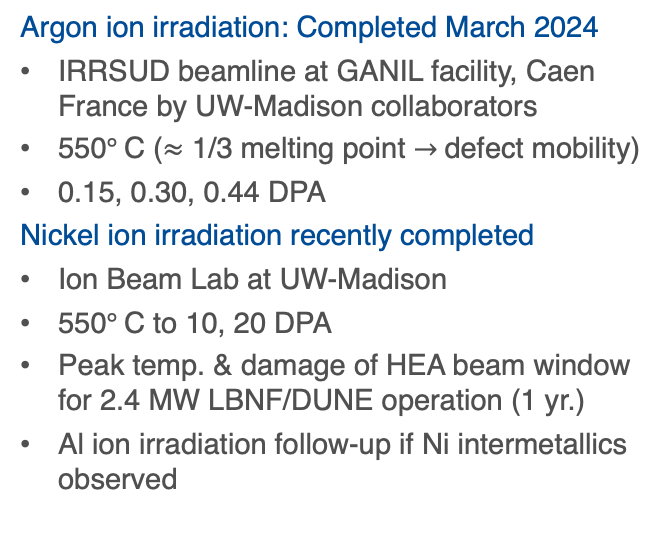 Argon ion irradiation: Completed March 2024
• IRRSUD beamline at GANIL facility, Caen
France by UW-Madison collaborators
• 550° C (≈ 1/3 melting point → defect mobility)
• 0.15, 0.30, 0.44 DPA
Nickel ion irradiation recently completed
• Ion Beam Lab at UW-Madison
• 550° C to 10, 20 DPA
• Peak temp. & damage of HEA beam window
for 2.4 MW LBNF/DUNE operation (1 yr.)
• Al ion irradiation follow-up if Ni intermetallics
observed